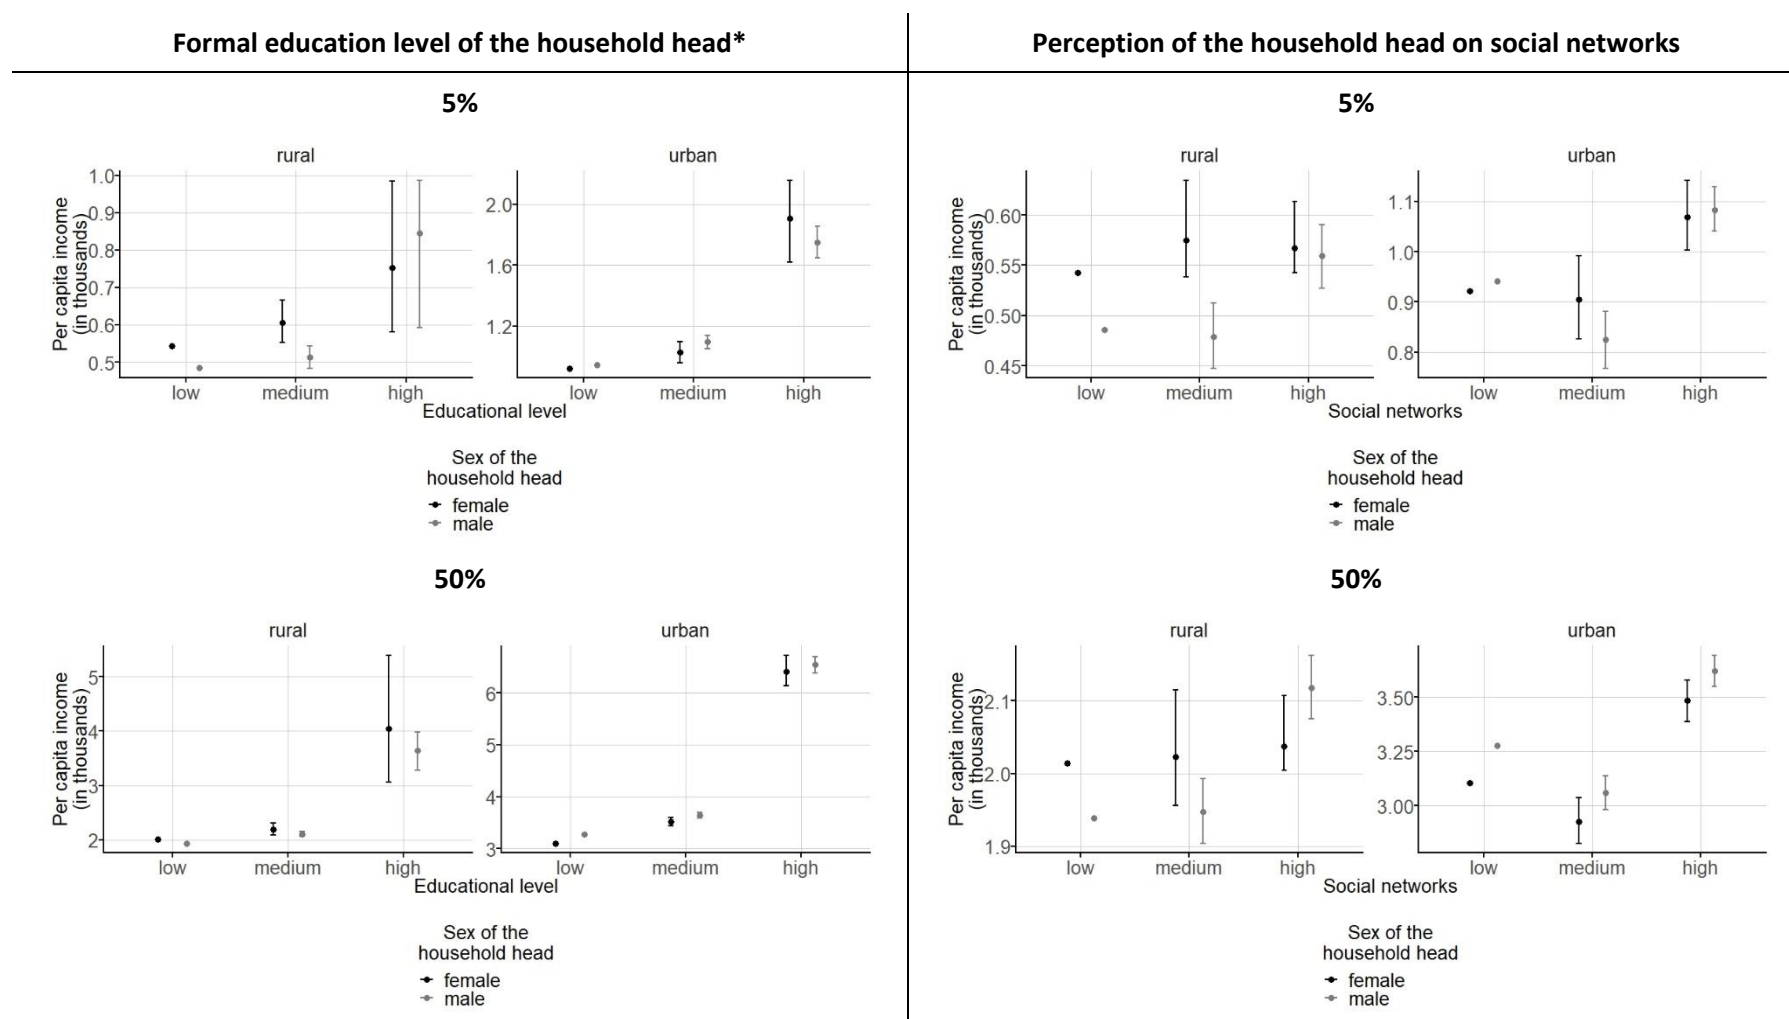 Formal education level of the household head*
Perception of the household head on social networks
5%
rural
urban
Per capita income
(in thousands)
1.0
0.9
0.8
0.7
0.6
0.5
2.0
1.6
1.2
low medium high
low medium high
Educational level
Sex of the
household head
female
male
5%
rural
urban
Per capita income
(in thousands)
0.60
0.55
0.50
0.45
1.1
1.0
0.9
0.8
low medium high
low medium high
Social networks
Sex of the
household head
female
male
50%
rural
urban
Per capita income
(in thousands)
5
4
3
2
6
5
4
3
low medium high
low medium high
Educational level
Sex of the
household head
female
male
50%
rural
urban
Per capita income
(in thousands)
2.1
2.0
1.9
3.50
3.25
3.00
low medium high
low medium high
Social networks
Sex of the
household head
female
male